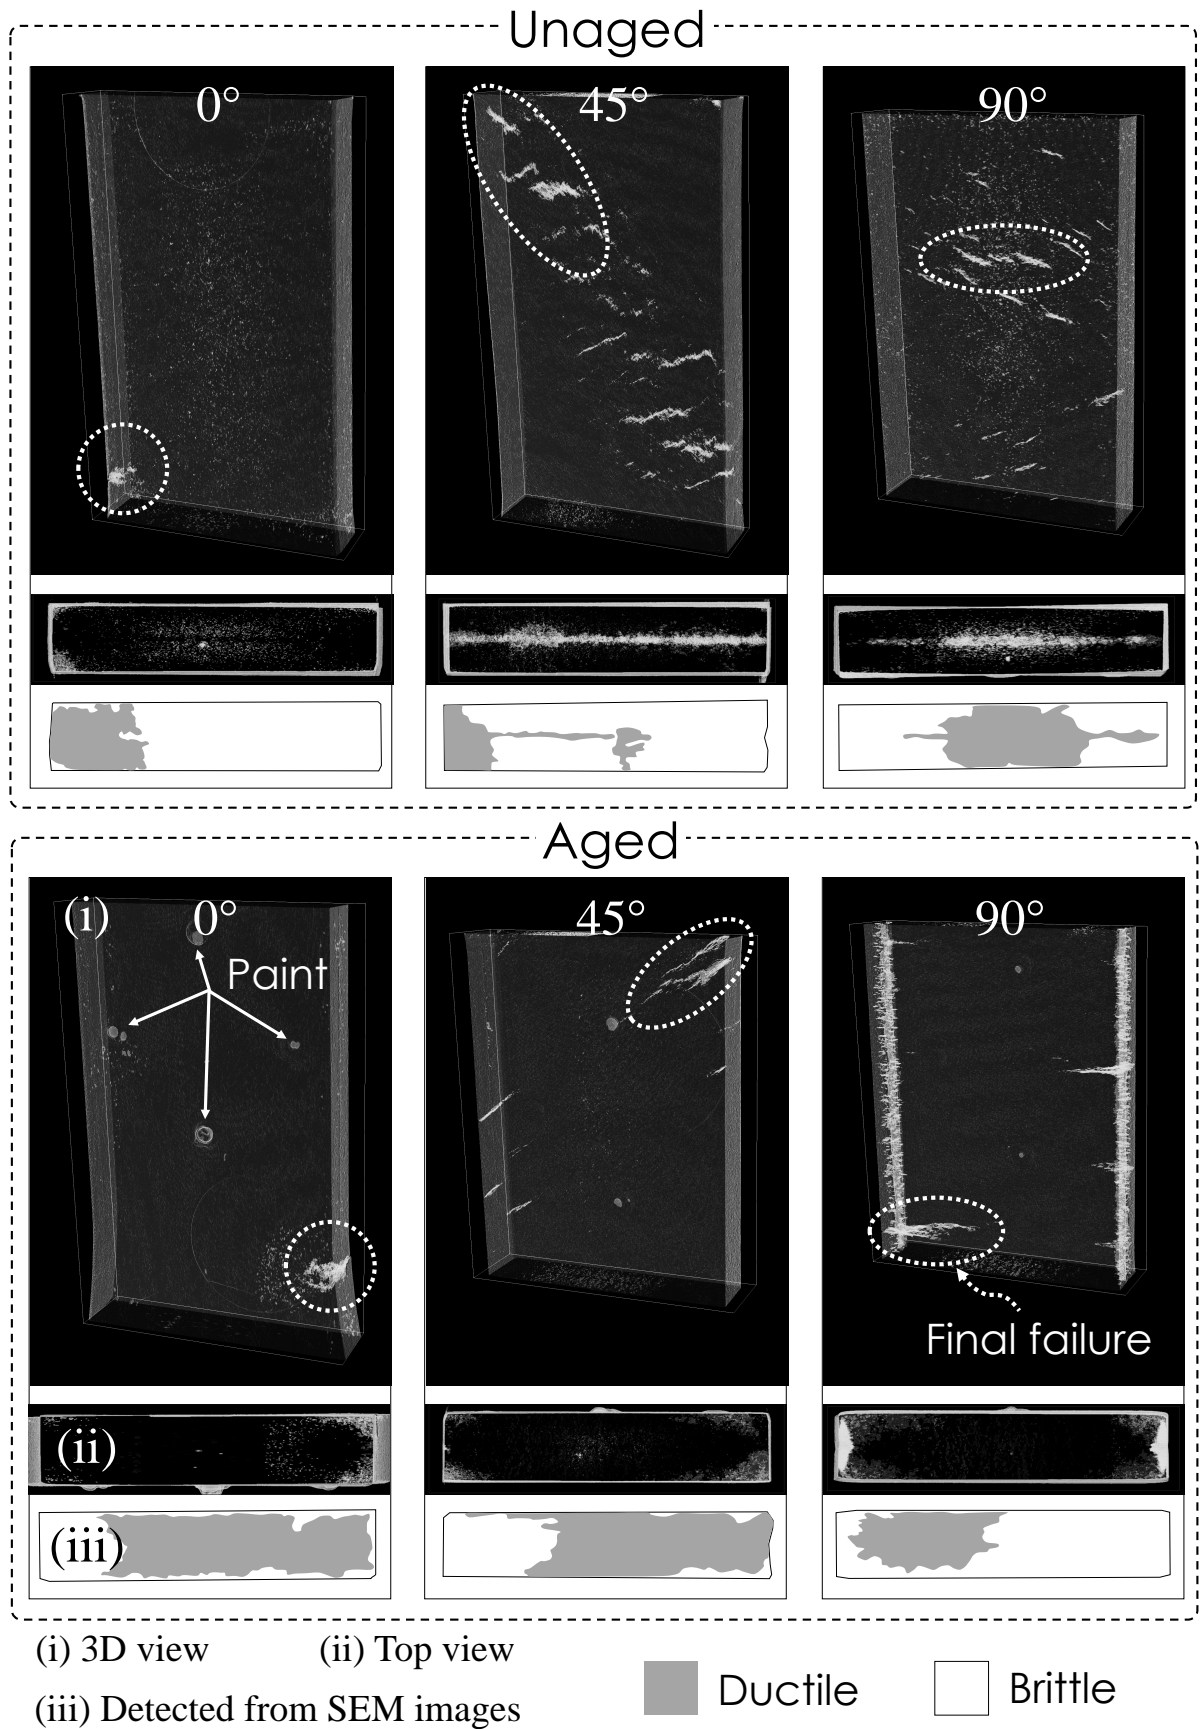 Unaged
0° 45° 90°
Aged
(i) 0° 45° 90°
Paint
Final failure
(ii)
(iii)
(i) 3D view (ii) Top view
(iii) Detected from SEM images
Ductile Brittle